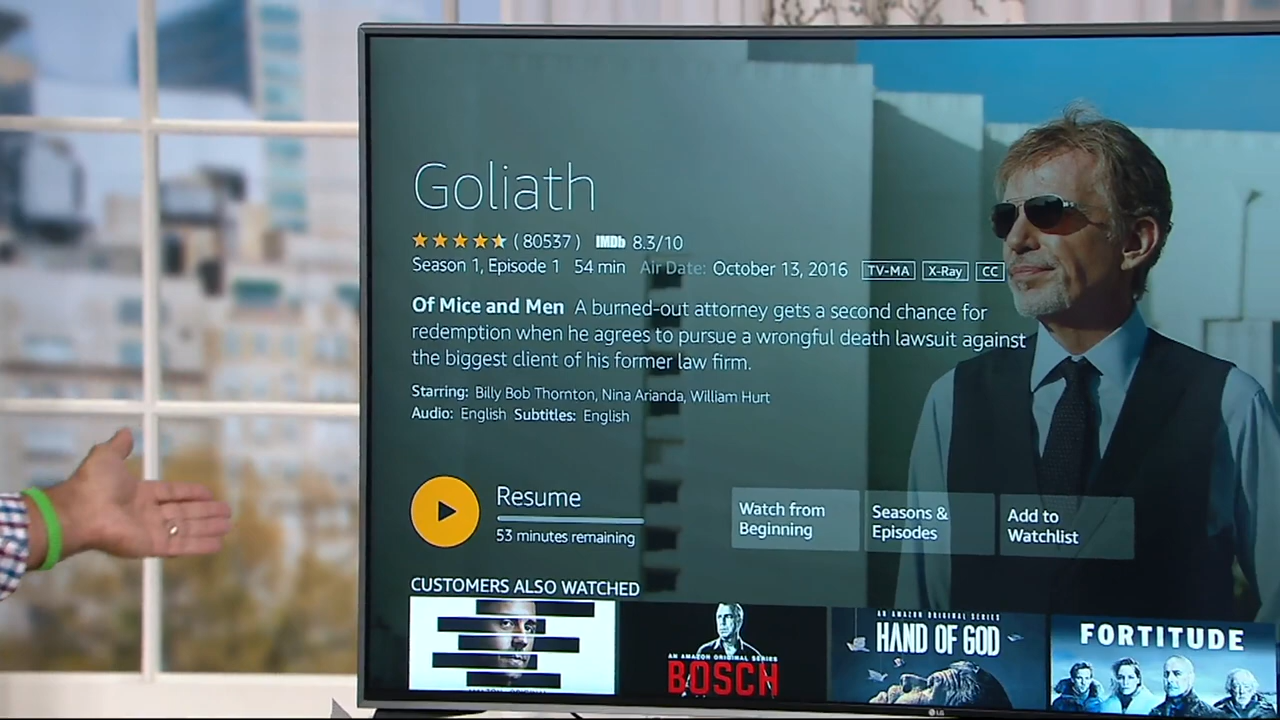 Goliath
( 80537 ) IMDb 8.3/10
Season 1, Episode 1 54 min Air Date: October 13, 2016 TV-MA X-Ray CC
Of Mice and Men A burned-out attorney gets a second chance for
redemption when he agrees to pursue a wrongful death lawsuit against
the biggest client of his former law firm.
Starring: Billy Bob Thornton, Nina Arianda, William Hurt
Audio: English Subtitles: English
Resume
53 minutes remaining
Watch from
Beginning
Seasons &
Episodes
Add to
Watchlist
CUSTOMERS ALSO WATCHED
AN AMAZON ORIGINAL SERIES
BOSCH
AN AMAZON ORIGINAL SERIES
HAND OF GOD
FORTITUDE
LG